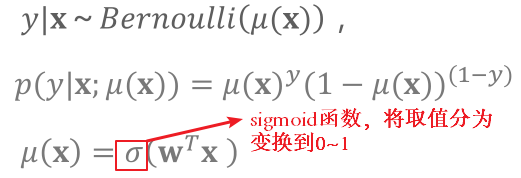 y|x ~ Bernoulli(μ(x)) ,
p(y|x; μ(x)) = μ(x)^y(1 − μ(x))^(1−y)
sigmoid函数，将取值分为
变换到0~1
μ(x) = σ(w^T x )